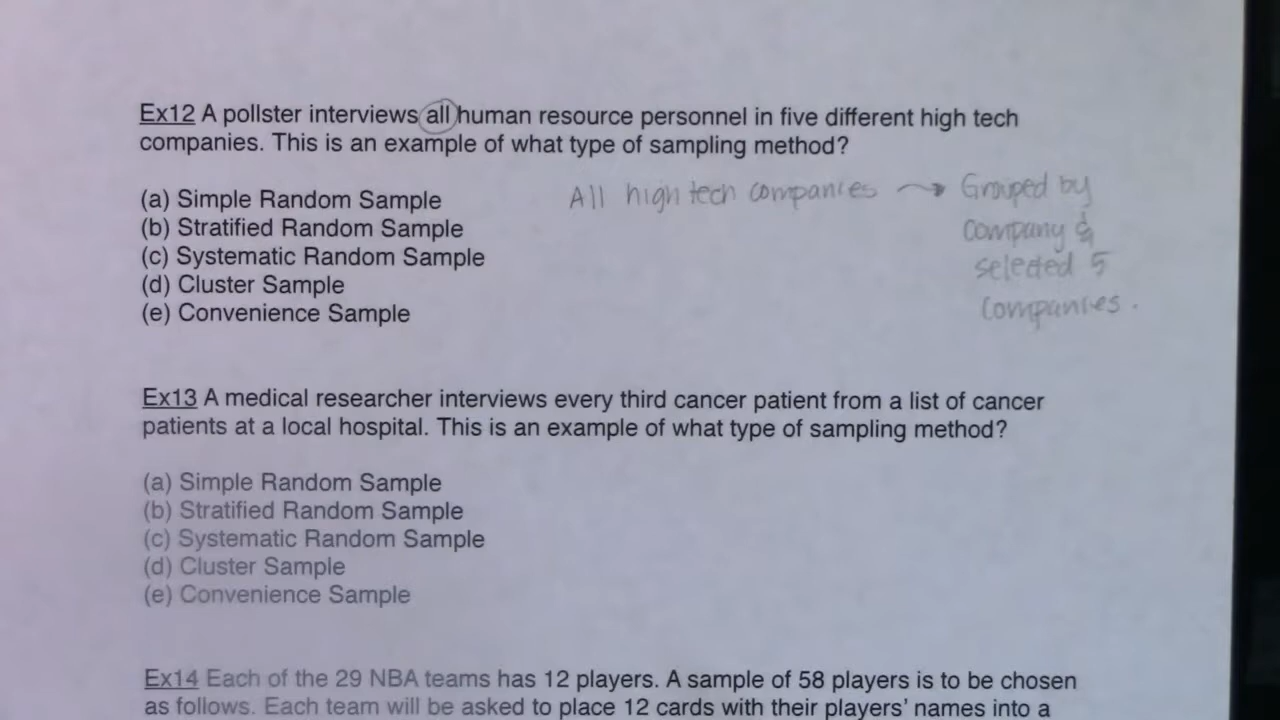 Ex12 A pollster interviews all human resource personnel in five different high tech
companies. This is an example of what type of sampling method?
(a) Simple Random Sample
(b) Stratified Random Sample
(c) Systematic Random Sample
(d) Cluster Sample
(e) Convenience Sample
All high tech companies → Grouped by
company &
selected 5
companies.
Ex13 A medical researcher interviews every third cancer patient from a list of cancer
patients at a local hospital. This is an example of what type of sampling method?
(a) Simple Random Sample
(b) Stratified Random Sample
(c) Systematic Random Sample
(d) Cluster Sample
(e) Convenience Sample
Ex14 Each of the 29 NBA teams has 12 players. A sample of 58 players is to be chosen
as follows. Each team will be asked to place 12 cards with their players' names into a